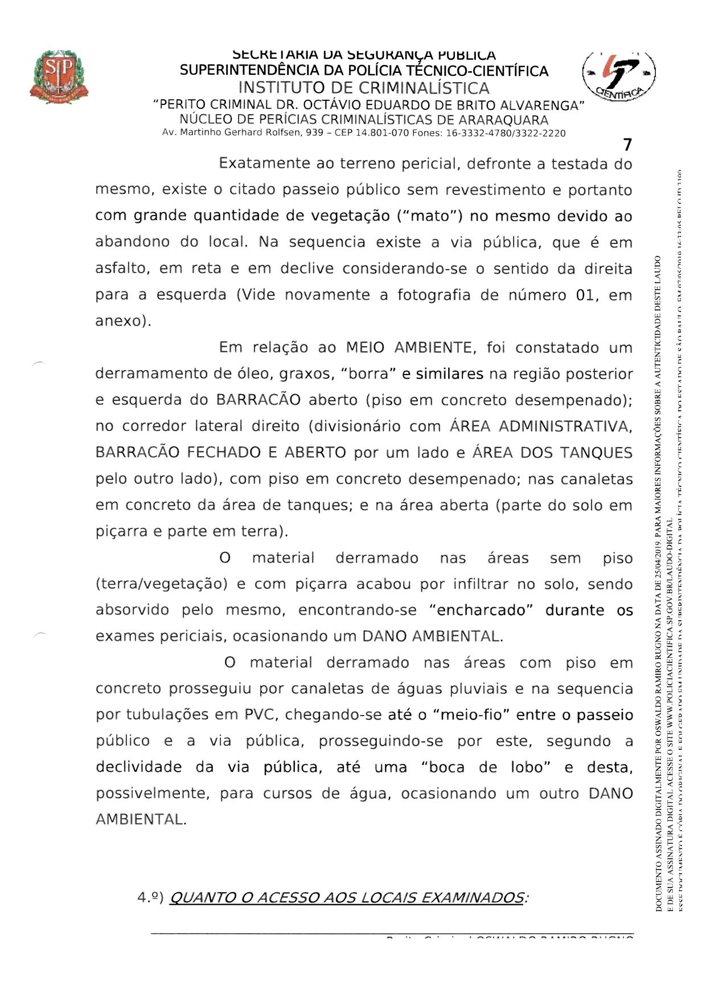 SECRETARIA DA SEGURANÇA PÚBLICA
SUPERINTENDÊNCIA DA POLÍCIA TÉCNICO-CIENTÍFICA
INSTITUTO DE CRIMINALÍSTICA
“PERITO CRIMINAL DR. OCTÁVIO EDUARDO DE BRITO ALVARENGA”
NÚCLEO DE PERÍCIAS CRIMINALÍSTICAS DE ARARAQUARA
Av. Martinho Gerhard Rolfsen, 939 – CEP 14.801-070 Fones: 16-3332-4780/3322-2220
SP
CIENTÍFICA
7
Exatamente ao terreno pericial, defronte a testada do
mesmo, existe o citado passeio público sem revestimento e portanto
com grande quantidade de vegetação (“mato”) no mesmo devido ao
abandono do local. Na sequencia existe a via pública, que é em
asfalto, em reta e em declive considerando-se o sentido da direita
para a esquerda (Vide novamente a fotografia de número 01, em
anexo).
Em relação ao MEIO AMBIENTE, foi constatado um
derramamento de óleo, graxos, “borra” e similares na região posterior
e esquerda do BARRACÃO aberto (piso em concreto desempenado);
no corredor lateral direito (divisionário com ÁREA ADMINISTRATIVA,
BARRACÃO FECHADO E ABERTO por um lado e ÁREA DOS TANQUES
pelo outro lado), com piso em concreto desempenado; nas canaletas
em concreto da área de tanques; e na área aberta (parte do solo em
piçarra e parte em terra).
O material derramado nas áreas sem piso
(terra/vegetação) e com piçarra acabou por infiltrar no solo, sendo
absorvido pelo mesmo, encontrando-se “encharcado” durante os
exames periciais, ocasionando um DANO AMBIENTAL.
O material derramado nas áreas com piso em
concreto prosseguiu por canaletas de águas pluviais e na sequencia
por tubulações em PVC, chegando-se até o “meio-fio” entre o passeio
público e a via pública, prosseguindo-se por este, segundo a
declividade da via pública, até uma “boca de lobo” e desta,
possivelmente, para cursos de água, ocasionando um outro DANO
AMBIENTAL.
4.º) QUANTO O ACESSO AOS LOCAIS EXAMINADOS:
Perito Criminal OSWALDO RAMIRO RUGNO
DOCUMENTO ASSINADO DIGITALMENTE POR OSWALDO RAMIRO RUGNO NA DATA DE 25/04/2019. PARA MAIORES INFORMAÇÕES SOBRE A AUTENTICIDADE DESTE LAUDO
E DE SUA ASSINATURA DIGITAL ACESSE O SITE WWW.POLICIACIENTIFICA.SP.GOV.BR/LAUDO-DIGITAL
ESSE DOCUMENTO É CÓPIA DO ORIGINAL E FOI GERADO EM UNIDADE DA SUPERINTENDÊNCIA DA POLÍCIA TÉCNICO CIENTÍFICA DO ESTADO DE SÃO PAULO, EM